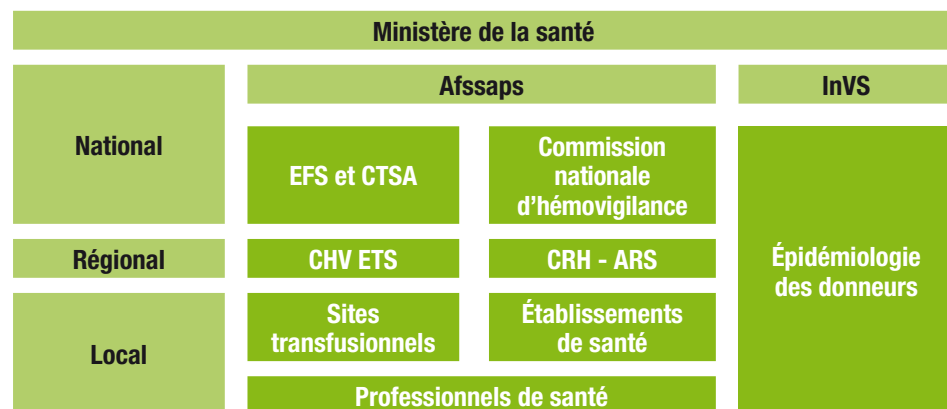 Ministère de la santé
Afssaps
InVS
National
EFS et CTSA
Commission
nationale
d'hémovigilance
Régional
CHV ETS
CRH - ARS
Épidémiologie
des donneurs
Local
Sites
transfusionnels
Établissements
de santé
Professionnels de santé